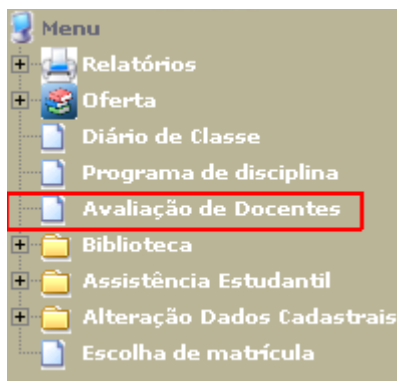 Menu
Relatórios
Oferta
Diário de Classe
Programa de disciplina
Avaliação de Docentes
Biblioteca
Assistência Estudantil
Alteração Dados Cadastrais
Escolha de matrícula